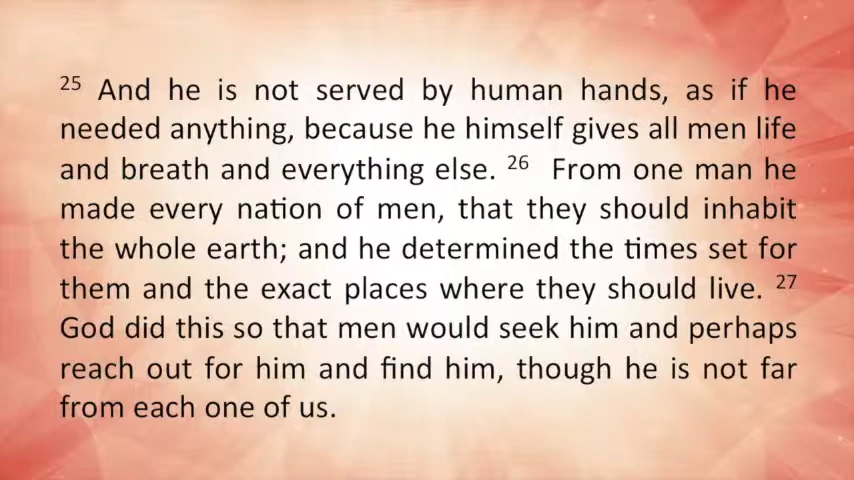 25 And he is not served by human hands, as if he
needed anything, because he himself gives all men life
and breath and everything else. 26 From one man he
made every nation of men, that they should inhabit
the whole earth; and he determined the times set for
them and the exact places where they should live. 27
God did this so that men would seek him and perhaps
reach out for him and find him, though he is not far
from each one of us.